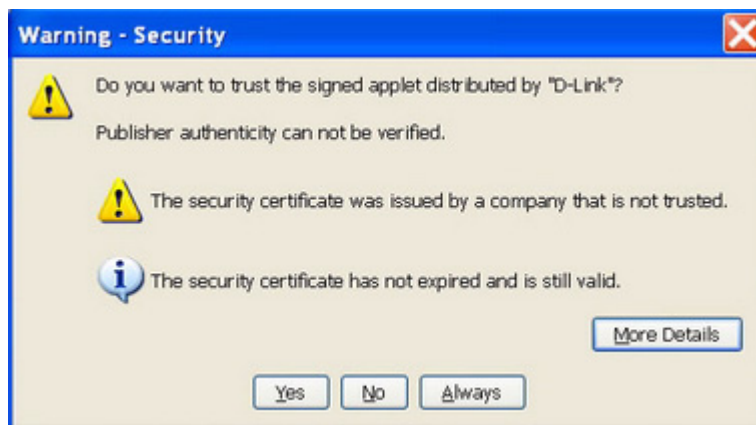 Warning - Security
Do you want to trust the signed applet distributed by "D-Link"?
Publisher authenticity can not be verified.
The security certificate was issued by a company that is not trusted.
The security certificate has not expired and is still valid.
More Details
Yes No Always